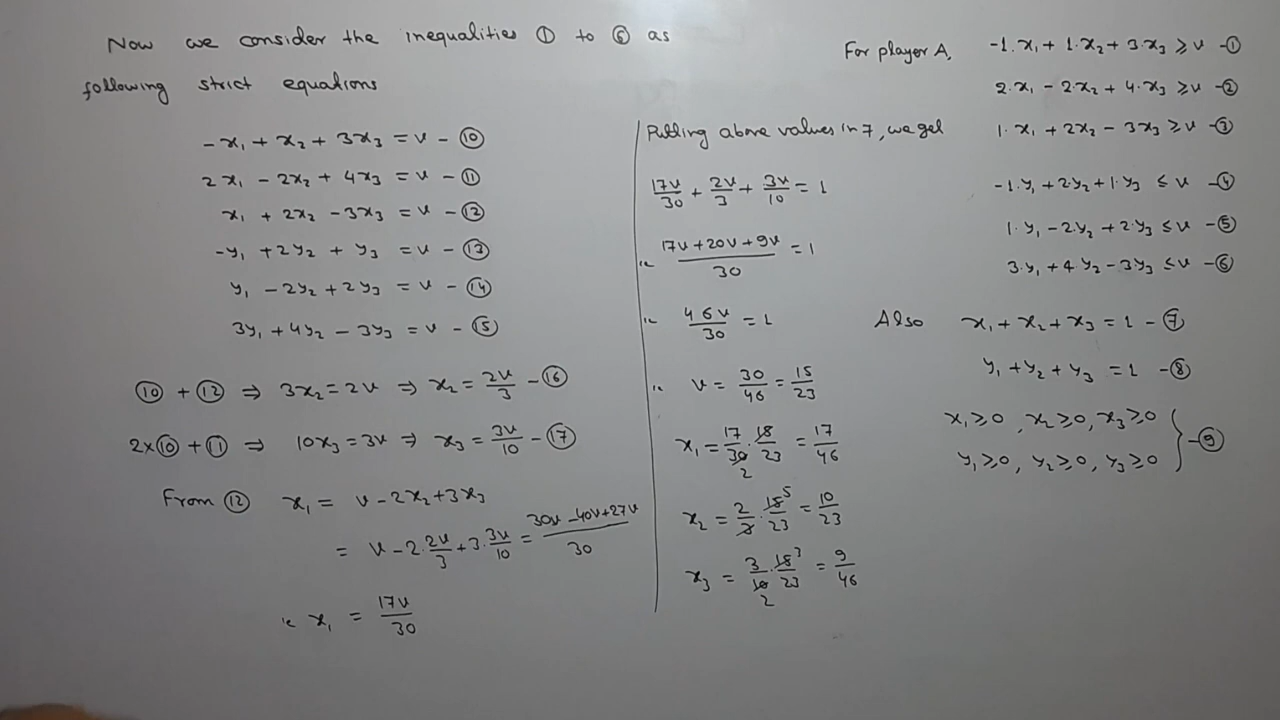 Now we consider the inequalities ① to ⑥ as
following strict equations
-x₁ + x₂ + 3x₃ = v - ⑩
2x₁ - 2x₂ + 4x₃ = v - ⑪
x₁ + 2x₂ - 3x₃ = v - ⑫
-y₁ + 2y₂ + y₃ = v - ⑬
y₁ - 2y₂ + 2y₃ = v - ⑭
3y₁ + 4y₂ - 3y₃ = v - ⑮
⑩ + ⑫ ⇒ 3x₂ = 2v ⇒ x₂ = 2v/3 - ⑯
2×⑩ + ⑪ ⇒ 10x₃ = 3v ⇒ x₃ = 3v/10 - ⑰
From ⑫ x₁ = v - 2x₂ + 3x₃
= v - 2.2v/3 + 3.3v/10 = 30v - 40v + 27v/30
ie x₁ = 17v/30
Putting above values in 7, we get
17v/30 + 2v/3 + 3v/10 = 1
ie 17v + 20v + 9v/30 = 1
ie 46v/30 = 1
ie v = 30/46 = 15/23
x₁ = 17/30 . 15/23 = 17/46
2
x₂ = 2/3 . 15/23 5 = 10/23
x₃ = 3/10 . 15/23 3 = 9/46
2
For player A, -1.x₁ + 1.x₂ + 3.x₃ ≥ v - ①
2.x₁ - 2.x₂ + 4.x₃ ≥ v - ②
1.x₁ + 2x₂ - 3x₃ ≥ v - ③
-1.y₁ + 2y₂ + 1.y₃ ≤ v - ④
1.y₁ - 2y₂ + 2.y₃ ≤ v - ⑤
3.y₁ + 4y₂ - 3y₃ ≤ v - ⑥
Also x₁ + x₂ + x₃ = 1 - ⑦
y₁ + y₂ + y₃ = 1 - ⑧
x₁ ≥ 0, x₂ ≥ 0, x₃ ≥ 0
y₁ ≥ 0, y₂ ≥ 0, y₃ ≥ 0 } - ⑨